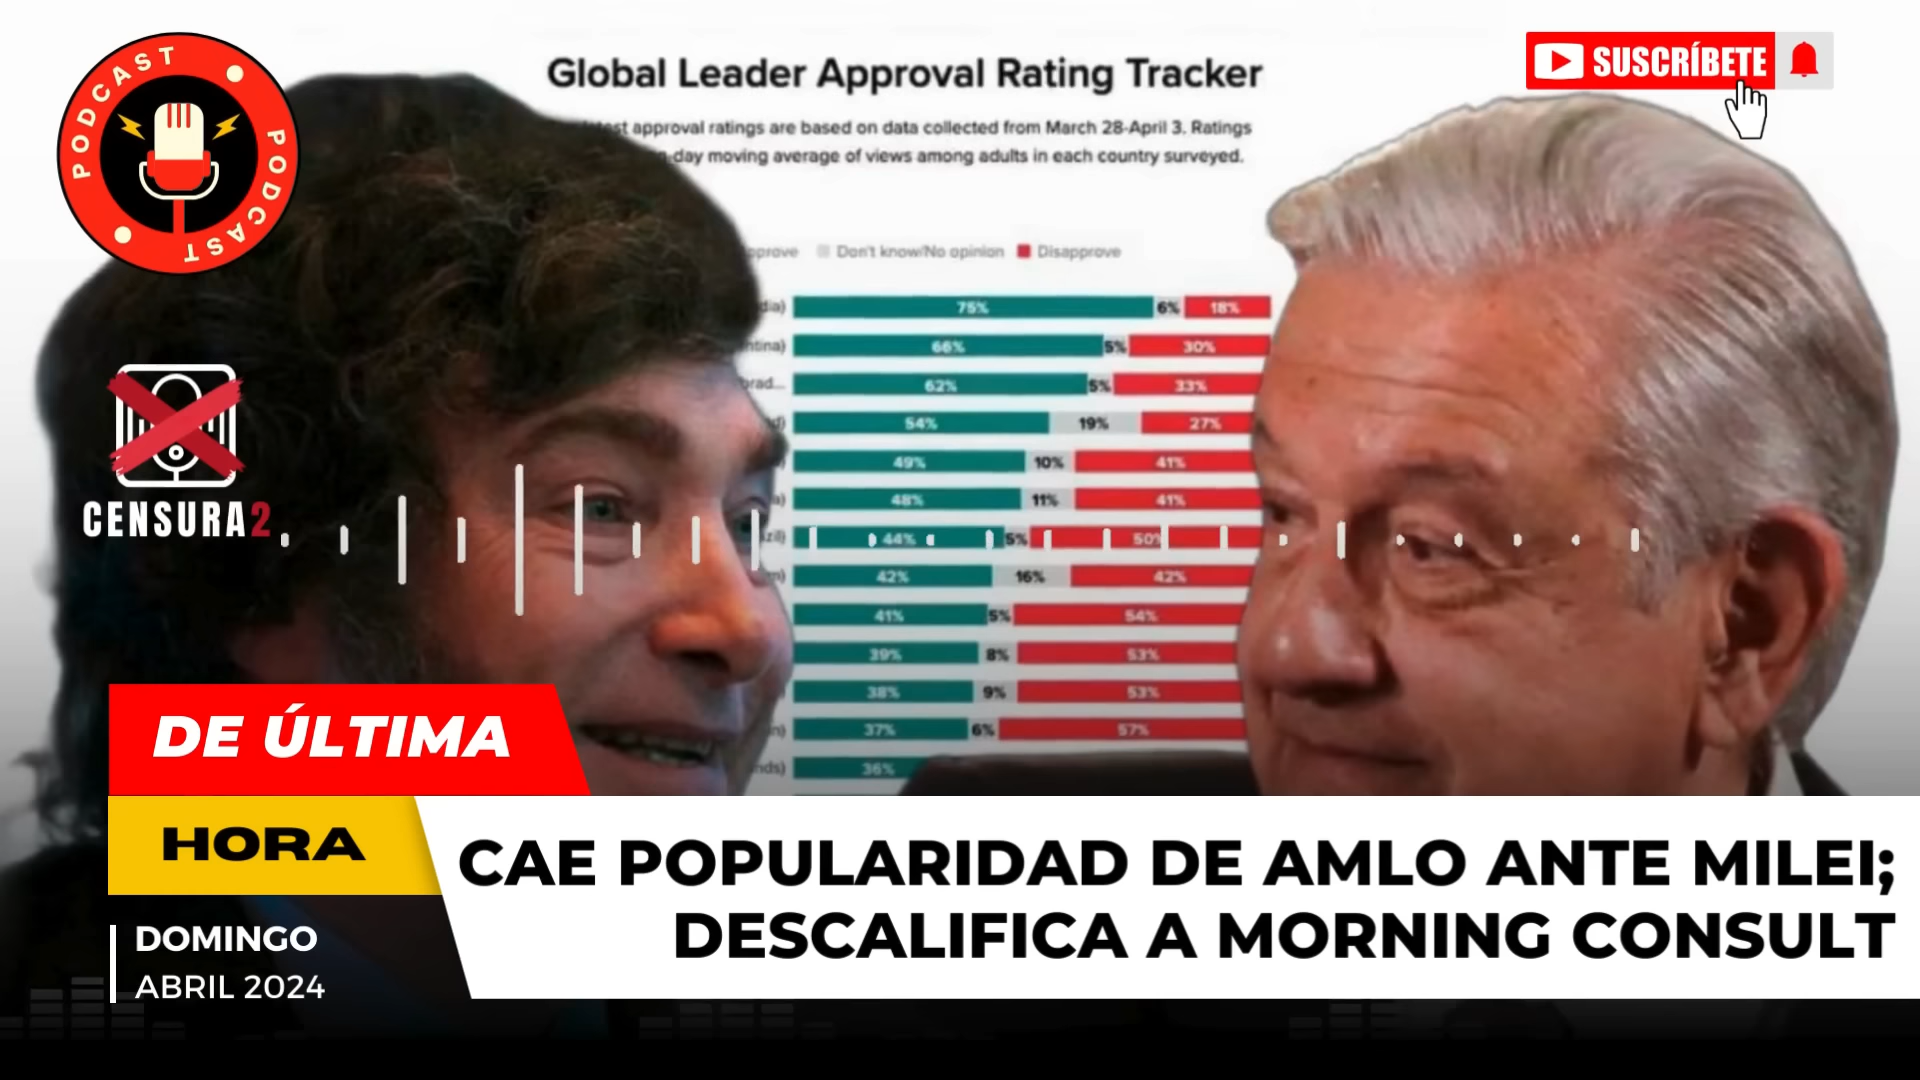 PODCAST PODCAST PODCAST
Global Leader Approval Rating Tracker
SUSCRÍBETE
approval ratings are based on data collected from March 28-April 3. Ratings
-day moving average of views among adults in each country surveyed.
Don't know/No opinion Disapprove
75% 6% 18%
66% 5% 30%
62% 5% 33%
54% 19% 27%
49% 10% 41%
48% 11% 41%
44% 5% 50%
42% 16% 42%
41% 5% 54%
39% 8% 53%
38% 9% 53%
37% 6% 57%
36%
CENSURA2
DE ÚLTIMA
HORA
CAE POPULARIDAD DE AMLO ANTE MILEI;
DESCALIFICA A MORNING CONSULT
DOMINGO
ABRIL 2024